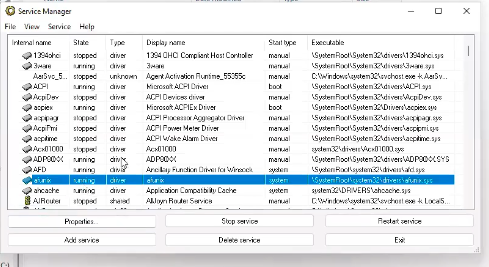 Service Manager
File View Service Help
Internal name State Type Display name Start type Executable
1394ohci stopped driver 1394 OHCI Compliant Host Controller manual \SystemRoot\System32\drivers\1394ohci.sys
3ware running driver 3ware manual \SystemRoot\System32\drivers\3ware.sys
AarSvc_5... stopped unknown Agent Activation Runtime_55355c manual C:\Windows\system32\svchost.exe -k AarSv...
ACPI running driver Microsoft ACPI Driver boot \SystemRoot\System32\drivers\ACPI.sys
AcpiDev stopped driver ACPI Devices driver manual \SystemRoot\System32\drivers\AcpiDev.sys
acpiex running driver Microsoft ACPIEx Driver boot \SystemRoot\System32\Drivers\acpiex.sys
acpipagr stopped driver ACPI Processor Aggregator Driver manual \SystemRoot\System32\drivers\acpipagr.sys
AcpiPmi stopped driver ACPI Power Meter Driver manual \SystemRoot\System32\drivers\acpipmi.sys
acpitime stopped driver ACPI Wake Alarm Driver manual \SystemRoot\System32\drivers\acpitime.sys
Acx01000 stopped driver Acx01000 manual system32\drivers\Acx01000.sys
ADP80XX running driver ADP80XX manual \SystemRoot\System32\drivers\ADP80XX.SYS
AFD running driver Ancillary Function Driver for Winsock system \SystemRoot\system32\drivers\afd.sys
afunix running driver afunix system \SystemRoot\system32\drivers\afunix.sys
ahcache running driver Application Compatibility Cache system system32\DRIVERS\ahcache.sys
AJRouter stopped shared AllJoyn Router Service manual C:\Windows\system32\svchost.exe -k LocalS...
Properties... Stop service Restart service
Add service Delete service Exit